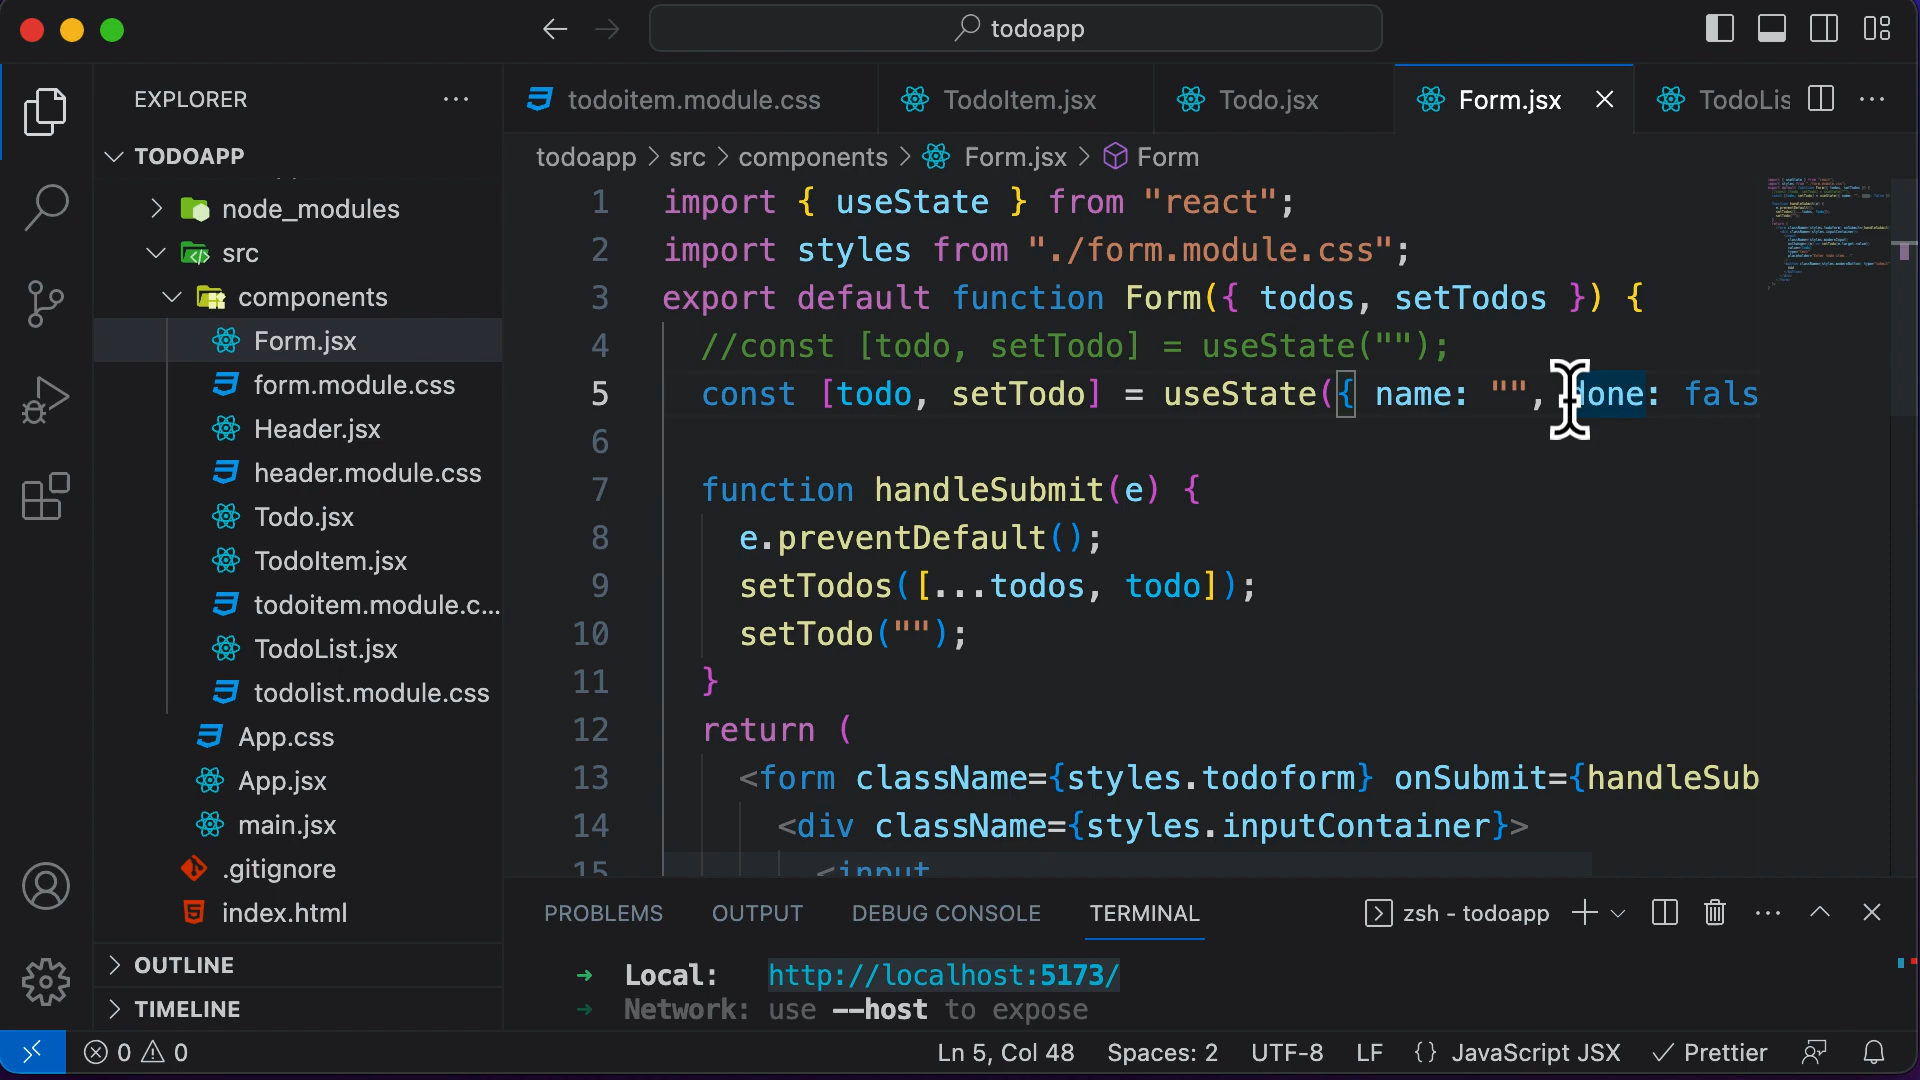 todoapp
EXPLORER
TODOAPP
node_modules
src
components
Form.jsx
form.module.css
Header.jsx
header.module.css
Todo.jsx
TodoItem.jsx
todoitem.module.c...
TodoList.jsx
todolist.module.css
App.css
App.jsx
main.jsx
.gitignore
index.html
OUTLINE
TIMELINE
todoitem.module.css
TodoItem.jsx
Todo.jsx
Form.jsx
TodoLis
todoapp > src > components > Form.jsx > Form
1 import { useState } from "react";
2 import styles from "./form.module.css";
3 export default function Form({ todos, setTodos }) {
4 //const [todo, setTodo] = useState("");
5 const [todo, setTodo] = useState({ name: "", done: fals
6
7 function handleSubmit(e) {
8 e.preventDefault();
9 setTodos([...todos, todo]);
10 setTodo("");
11 }
12 return (
13 <form className={styles.todoform} onSubmit={handleSub
14 <div className={styles.inputContainer}>
15 <input
PROBLEMS OUTPUT DEBUG CONSOLE TERMINAL
zsh - todoapp
➜ Local: http://localhost:5173/
➜ Network: use --host to expose
0 0
Ln 5, Col 48 Spaces: 2 UTF-8 LF {} JavaScript JSX Prettier